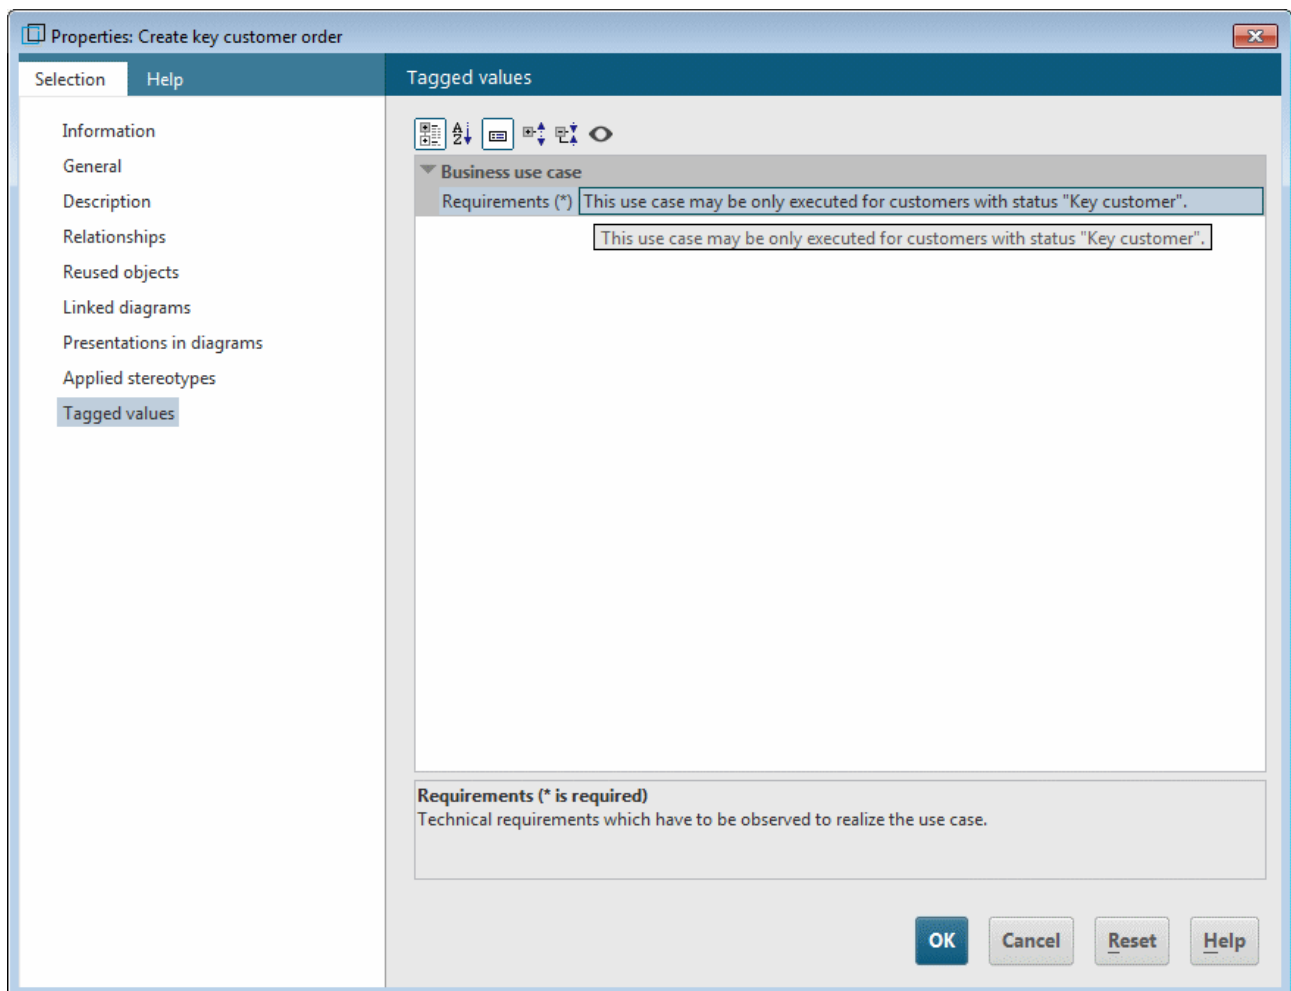 Properties: Create key customer order
Selection Help
Tagged values
Information
General
Description
Relationships
Reused objects
Linked diagrams
Presentations in diagrams
Applied stereotypes
Tagged values
Business use case
Requirements (*) This use case may be only executed for customers with status "Key customer".
This use case may be only executed for customers with status "Key customer".
Requirements (* is required)
Technical requirements which have to be observed to realize the use case.
OK Cancel Reset Help